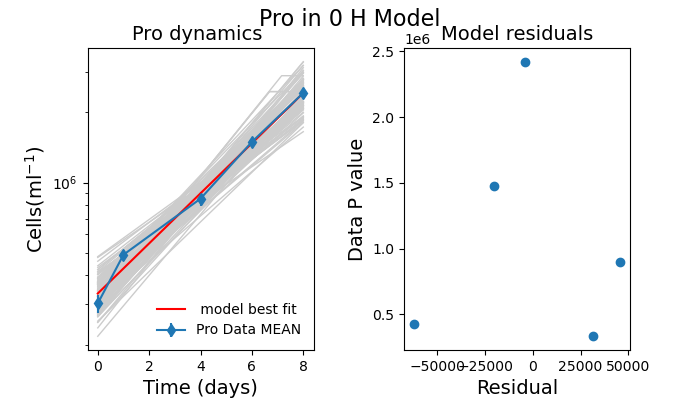 Pro in 0 H Model
Pro dynamics
Cells(ml⁻¹)
10⁶
model best fit
Pro Data MEAN
0 2 4 6 8
Time (days)
Model residuals
1e6
Data P value
2.5
2.0
1.5
1.0
0.5
−50000 −25000 0 25000 50000
Residual